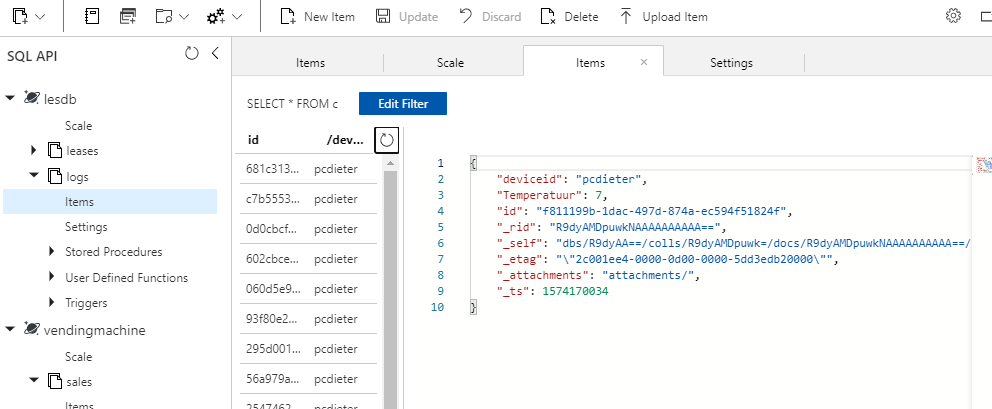 New Item Update Discard Delete Upload Item
SQL API
Items Scale Items × Settings
SELECT * FROM c Edit Filter
lesdb
Scale
leases
logs
Items
Settings
Stored Procedures
User Defined Functions
Triggers
vendingmachine
Scale
sales
Items
id /dev...
681c313... pcdieter
c7b5553... pcdieter
0d0cbcf... pcdieter
602cbce... pcdieter
060d5e9... pcdieter
93f80e2... pcdieter
295d001... pcdieter
56a979a... pcdieter
2547462... pcdieter
1 {
2 "deviceid": "pcdieter",
3 "Temperatuur": 7,
4 "id": "f811199b-1dac-497d-874a-ec594f51824f",
5 "_rid": "R9dyAMDpuwkNAAAAAAAAAA==",
6 "_self": "dbs/R9dyAA==/colls/R9dyAMDpuwk=/docs/R9dyAMDpuwkNAAAAAAAAAA==/
7 "_etag": "\"2c001ee4-0000-0d00-0000-5dd3edb20000\"",
8 "_attachments": "attachments/",
9 "_ts": 1574170034
10 }